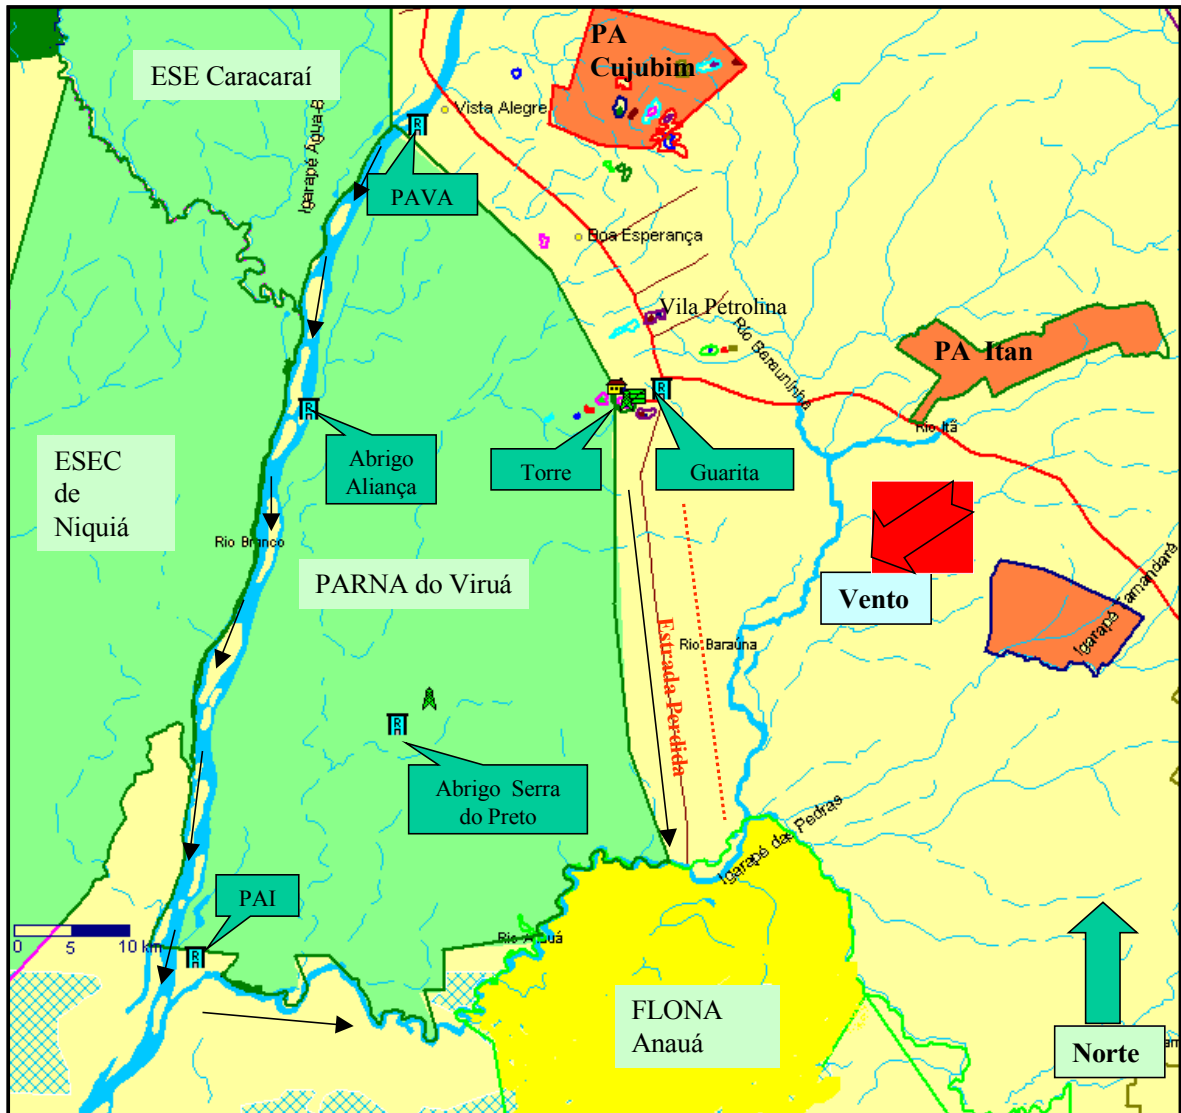 PA
Cujubim
ESE Caracaraí
Vista Alegre
Igarapé Água-B
PAVA
Boa Esperança
Vila Petrolina
Rio Barauninha
PA Itan
Rio Itã
Abrigo
Aliança
Torre
Guarita
ESEC
de
Niquiá
Rio Branco
PARNA do Viruá
Vento
Igarapé Tamandaré
Estrada Perdida
Rio Baraúna
Abrigo Serra
do Preto
Igarapé das Pedras
PAI
0 5 10 km
FLONA
Anauá
Norte